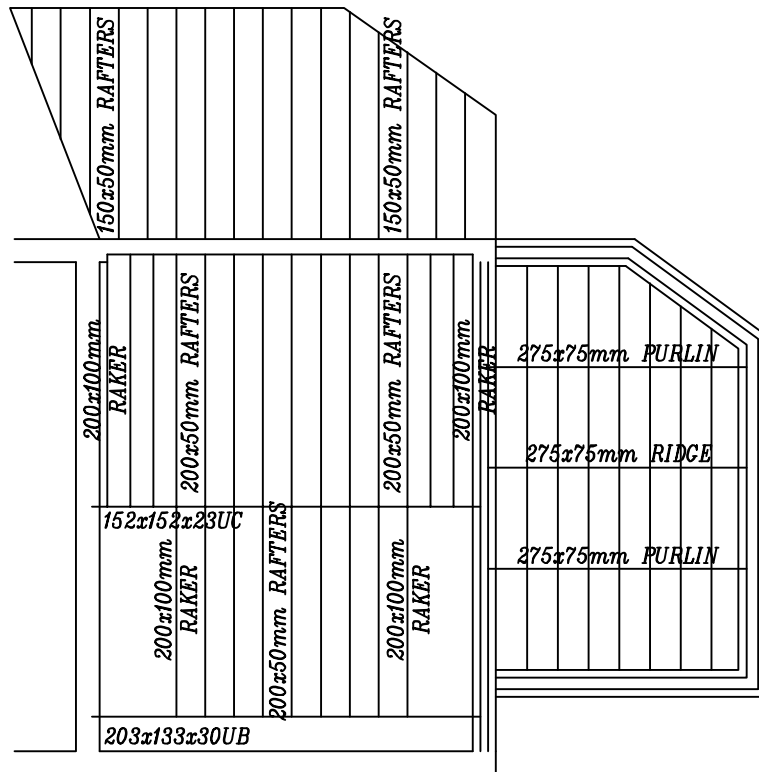 150x50mm RAFTERS
150x50mm RAFTERS
200x100mm
RAKER
200x50mm RAFTERS
200x50mm RAFTERS
200x100mm
RAKER
275x75mm PURLIN
275x75mm RIDGE
275x75mm PURLIN
152x152x23UC
200x100mm
RAKER
200x50mm RAFTERS
200x100mm
RAKER
203x133x30UB